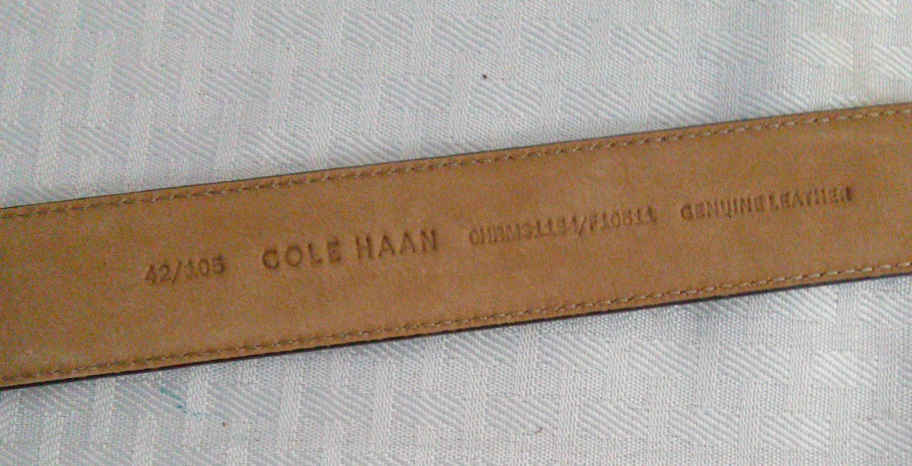 42/105 COLE HAAN GENUINE LEATHER